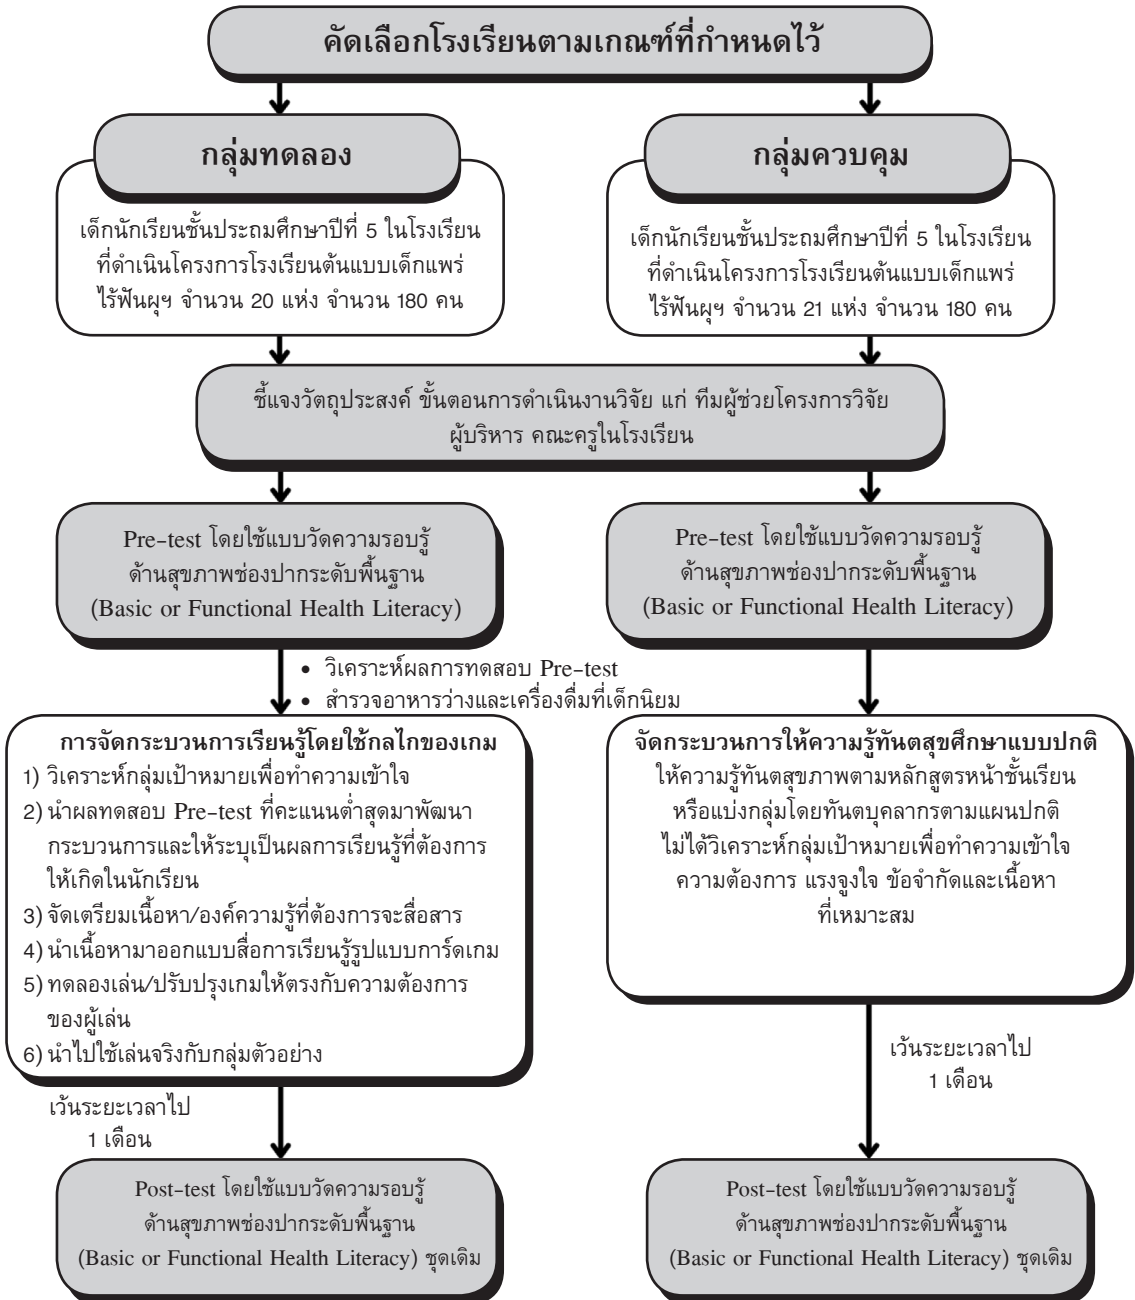 คัดเลือกโรงเรียนตามเกณฑ์ที่กำหนดไว้
กลุ่มทดลอง
เด็กนักเรียนชั้นประถมศึกษาปีที่ 5 ในโรงเรียน
ที่ดำเนินโครงการโรงเรียนต้นแบบเด็กแพร่
ไร้ฟันผุฯ จำนวน 20 แห่ง จำนวน 180 คน
กลุ่มควบคุม
เด็กนักเรียนชั้นประถมศึกษาปีที่ 5 ในโรงเรียน
ที่ดำเนินโครงการโรงเรียนต้นแบบเด็กแพร่
ไร้ฟันผุฯ จำนวน 21 แห่ง จำนวน 180 คน
ชี้แจงวัตถุประสงค์ ขั้นตอนการดำเนินงานวิจัย แก่ ทีมผู้ช่วยโครงการวิจัย
ผู้บริหาร คณะครูในโรงเรียน
Pre-test โดยใช้แบบวัดความรอบรู้
ด้านสุขภาพช่องปากระดับพื้นฐาน
(Basic or Functional Health Literacy)
Pre-test โดยใช้แบบวัดความรอบรู้
ด้านสุขภาพช่องปากระดับพื้นฐาน
(Basic or Functional Health Literacy)
• วิเคราะห์ผลการทดสอบ Pre-test
• สำรวจอาหารว่างและเครื่องดื่มที่เด็กนิยม
การจัดกระบวนการเรียนรู้โดยใช้กลไกของเกม
1) วิเคราะห์กลุ่มเป้าหมายเพื่อทำความเข้าใจ
2) นำผลทดสอบ Pre-test ที่คะแนนต่ำสุดมาพัฒนา
กระบวนการและให้ระบุเป็นผลการเรียนรู้ที่ต้องการ
ให้เกิดในนักเรียน
3) จัดเตรียมเนื้อหา/องค์ความรู้ที่ต้องการจะสื่อสาร
4) นำเนื้อหามาออกแบบสื่อการเรียนรู้รูปแบบการ์ดเกม
5) ทดลองเล่น/ปรับปรุงเกมให้ตรงกับความต้องการ
ของผู้เล่น
6) นำไปใช้เล่นจริงกับกลุ่มตัวอย่าง
จัดกระบวนการให้ความรู้ทันตสุขศึกษาแบบปกติ
ให้ความรู้ทันตสุขภาพตามหลักสูตรหน้าชั้นเรียน
หรือแบ่งกลุ่มโดยทันตบุคลากรตามแผนปกติ
ไม่ได้วิเคราะห์กลุ่มเป้าหมายเพื่อทำความเข้าใจ
ความต้องการ แรงจูงใจ ข้อจำกัดและเนื้อหา
ที่เหมาะสม
เว้นระยะเวลาไป
1 เดือน
เว้นระยะเวลาไป
1 เดือน
Post-test โดยใช้แบบวัดความรอบรู้
ด้านสุขภาพช่องปากระดับพื้นฐาน
(Basic or Functional Health Literacy) ชุดเดิม
Post-test โดยใช้แบบวัดความรอบรู้
ด้านสุขภาพช่องปากระดับพื้นฐาน
(Basic or Functional Health Literacy) ชุดเดิม